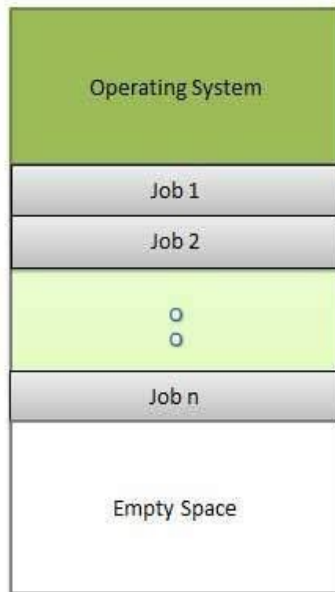 Operating System
Job 1
Job 2
o
o
Job n
Empty Space